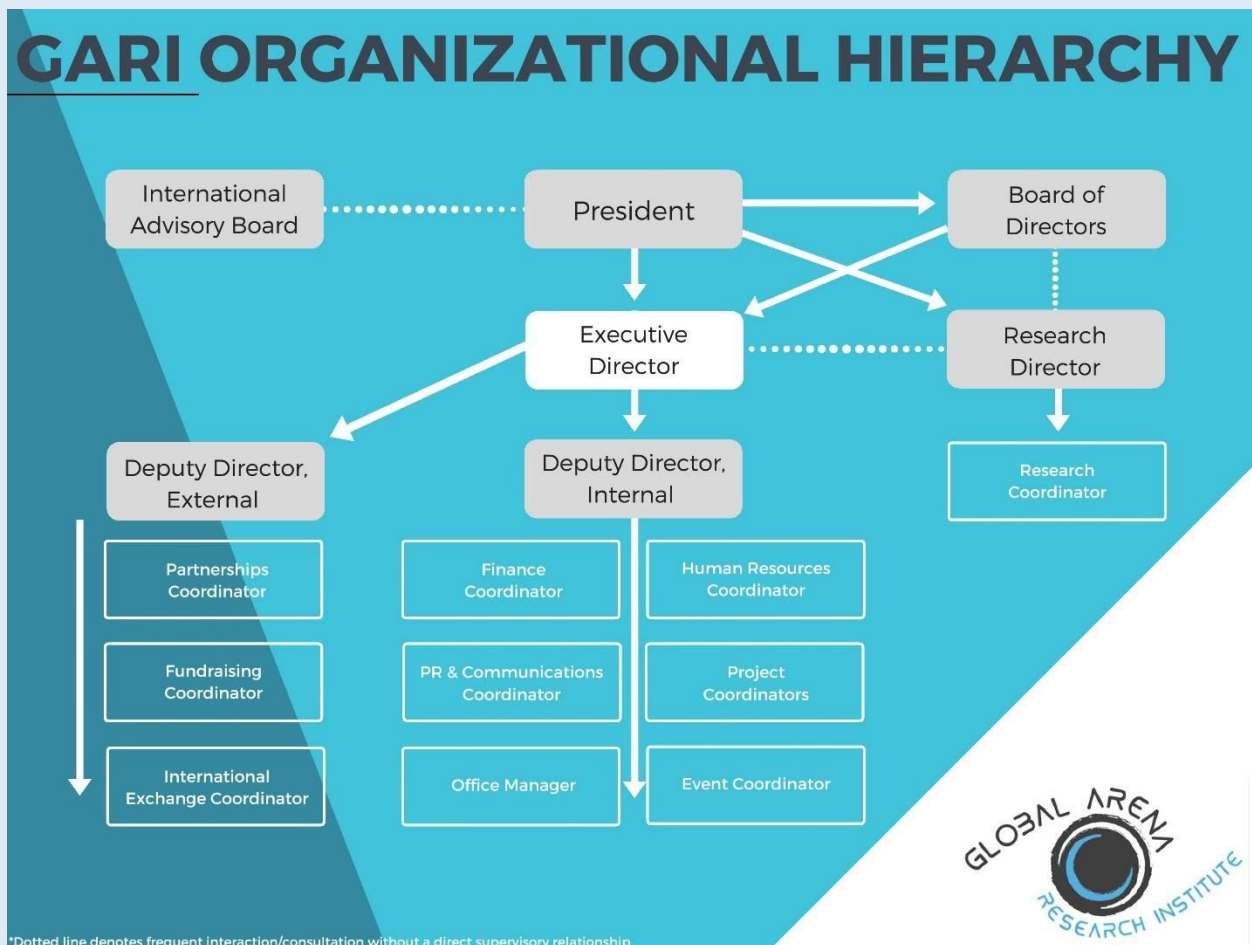 GARI ORGANIZATIONAL HIERARCHY
International
Advisory Board
President
Board of
Directors
Executive
Director
Research
Director
Deputy Director,
External
Deputy Director,
Internal
Research
Coordinator
Partnerships
Coordinator
Finance
Coordinator
Human Resources
Coordinator
Fundraising
Coordinator
PR & Communications
Coordinator
Project
Coordinators
International
Exchange Coordinator
Office Manager
Event Coordinator
GLOBAL ARENA
RESEARCH INSTITUTE
*Dotted line denotes frequent interaction/consultation without a direct supervisory relationship